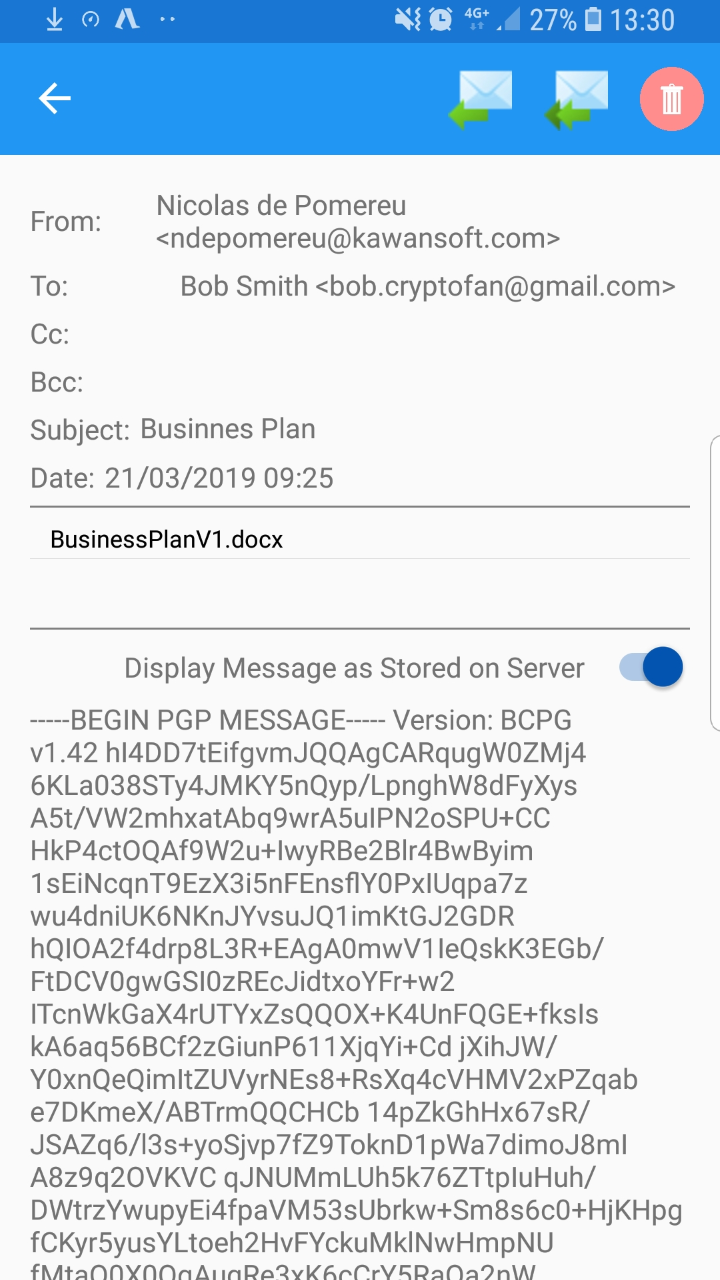 4G+ 27% 13:30
From: Nicolas de Pomereu
<ndepomereu@kawansoft.com>
To: Bob Smith <bob.cryptofan@gmail.com>
Cc:
Bcc:
Subject: Businnes Plan
Date: 21/03/2019 09:25
BusinessPlanV1.docx
Display Message as Stored on Server
-----BEGIN PGP MESSAGE----- Version: BCPG
v1.42 hI4DD7tEifgvmJQQAgCARqugW0ZMj4
6KLa038STy4JMKY5nQyp/LpnghW8dFyXys
A5t/VW2mhxatAbq9wrA5uIPN2oSPU+CC
HkP4ctOQAf9W2u+IwyRBe2Blr4BwByim
1sEiNcqnT9EzX3i5nFEnsflY0PxIUqpa7z
wu4dniUK6NKnJYvsuJQ1imKtGJ2GDR
hQIOA2f4drp8L3R+EAgA0mwV1IeQskK3EGb/
FtDCV0gwGSI0zREcJidtxoYFr+w2
ITcnWkGaX4rUTYxZsQQOX+K4UnFQGE+fksIs
kA6aq56BCf2zGiunP611XjqYi+Cd jXihJW/
Y0xnQeQimItZUVyrNEs8+RsXq4cVHMV2xPZqab
e7DKmeX/ABTrmQQCHCb 14pZkGhHx67sR/
JSAZq6/l3s+yoSjvp7fZ9ToknD1pWa7dimoJ8mI
A8z9q2OVKVC qJNUMmLUh5k76ZTtpIuHuh/
DWtrzYwupyEi4fpaVM53sUbrkw+Sm8s6c0+HjKHpg
fCKyr5yusYLtoeh2HvFYckuMklNwHmpNU